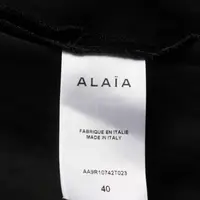 ALAÏA
FABRIQUE EN ITALIE
MADE IN ITALY
AA9R10742T023
40